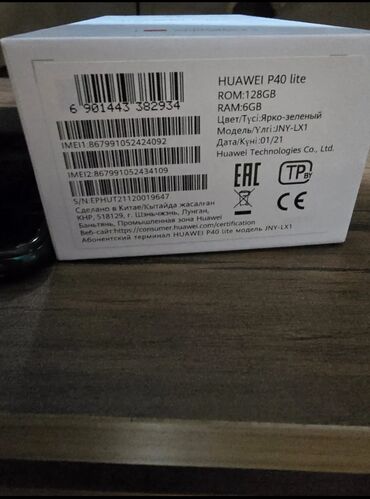 HUAWEI P40 lite
ROM:128GB
RAM:6GB
Цвет/Түсі:Ярко-зеленый
Модель/Үлгі:JNY-LX1
Дата/Күні:01/21
Huawei Technologies Co., Ltd.
6 901443 382934
IMEI1:867991052424092
IMEI2:867991052434109
S/N:EPHUT21120019647
EAC
TP BY
CE
Сделано в Китае/Қытайда жасалған
КНР, 518129, г. Шэньчжэнь, Лунган,
Баньтянь, Промышленная зона Huawei
Веб-сайт:https://consumer.huawei.com/certification
Абонентский терминал HUAWEI P40 lite модель JNY-LX1